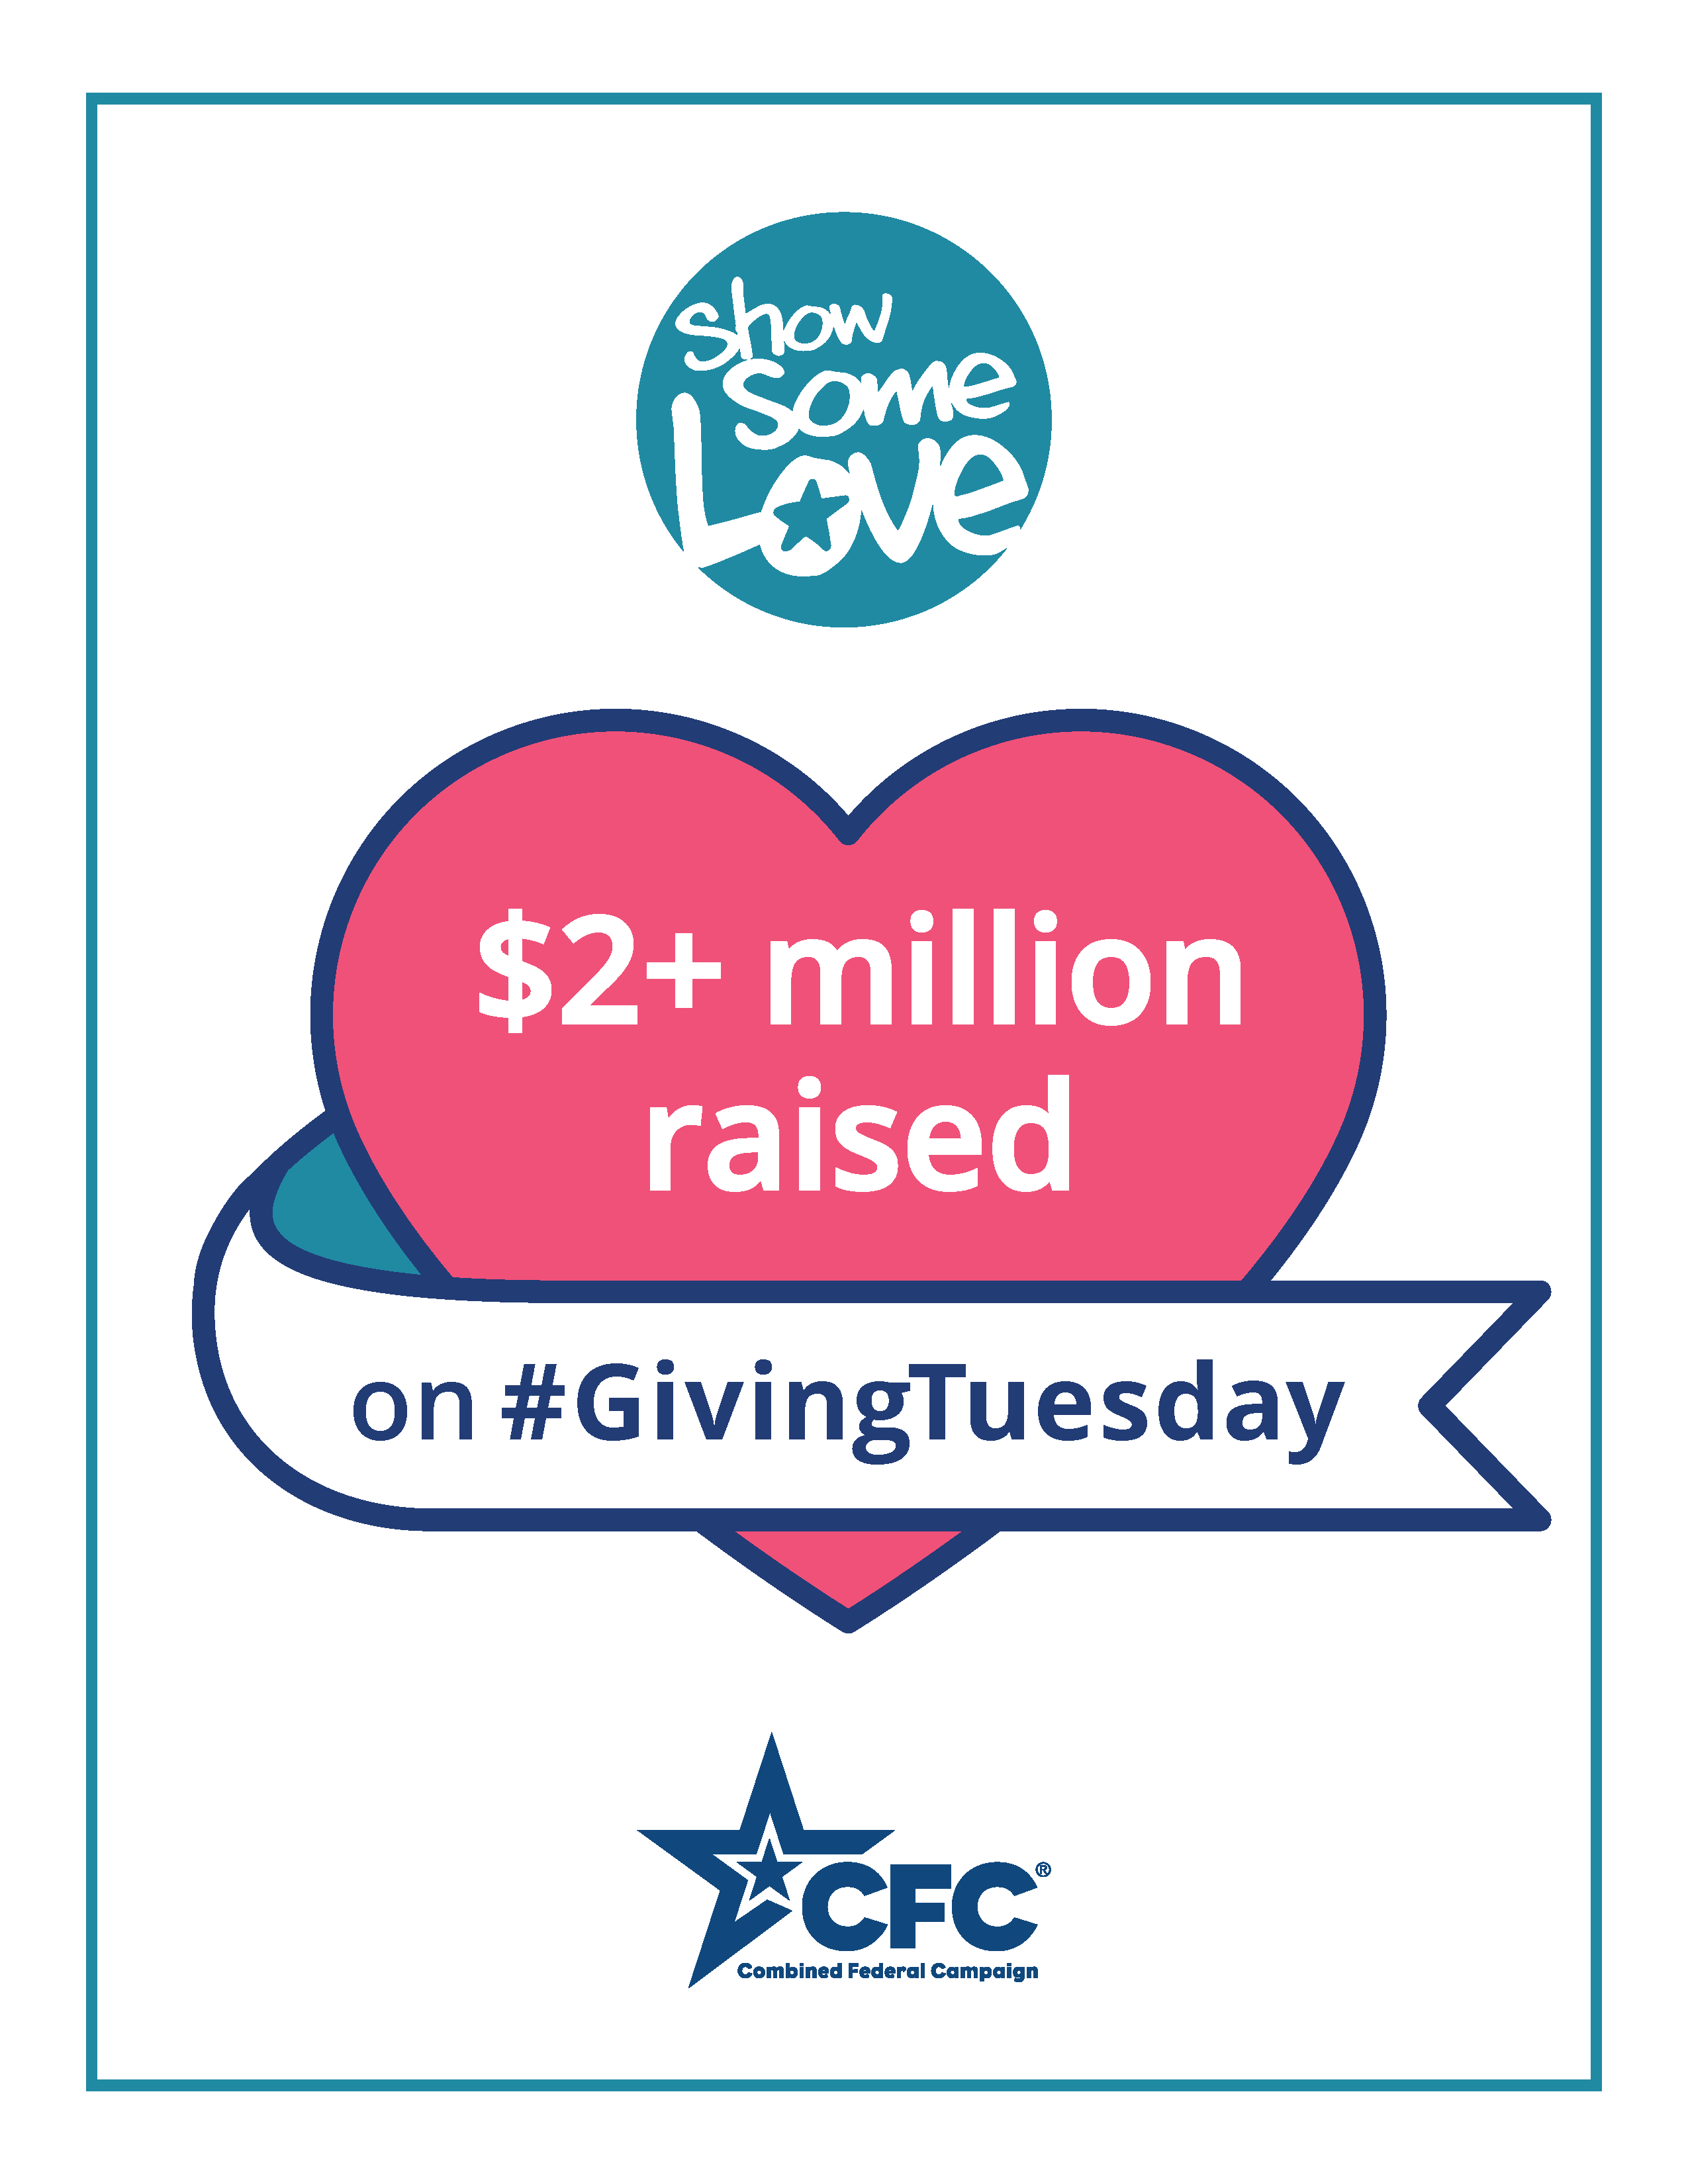 show
some
Love
$2+ million
raised
on #GivingTuesday
CFC®
Combined Federal Campaign